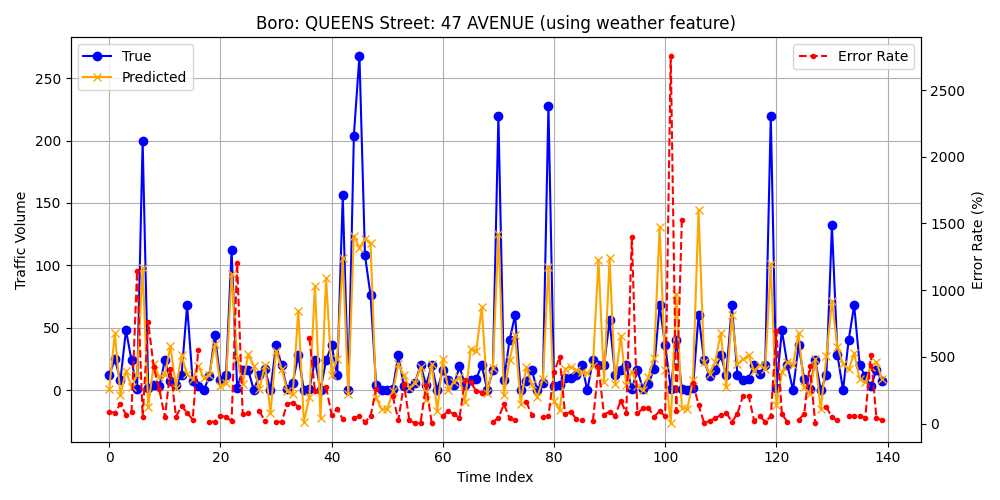 Boro: QUEENS Street: 47 AVENUE (using weather feature)
True
Predicted
Error Rate
Traffic Volume
250
200
150
100
50
0
2500
2000
1500
1000
500
0
Error Rate (%)
0 20 40 60 80 100 120 140
Time Index